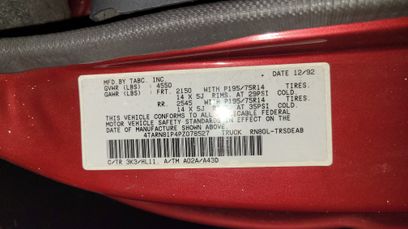 MFD BY TABC, INC DATE 12/92
GVWR (LBS) : 4550
GAWR (LBS) : FRT. 2150 WITH P195/75R14 TIRES.
14 X 5J RIMS. AT 29PSI COLD.
RR. 2545 WITH P195/75R14 TIRES.
14 X 5J RIMS. AT 35PSI COLD.
THIS VEHICLE CONFORMS TO ALL APPLICABLE FEDERAL
MOTOR VEHICLE SAFETY STANDARDS IN EFFECT ON THE
DATE OF MANUFACTURE SHOWN ABOVE.
4TARN81P4PZ078527 TRUCK RN80L-TRSDEAB
C/TR 3K3/HL11, A/TM A02A/A43D